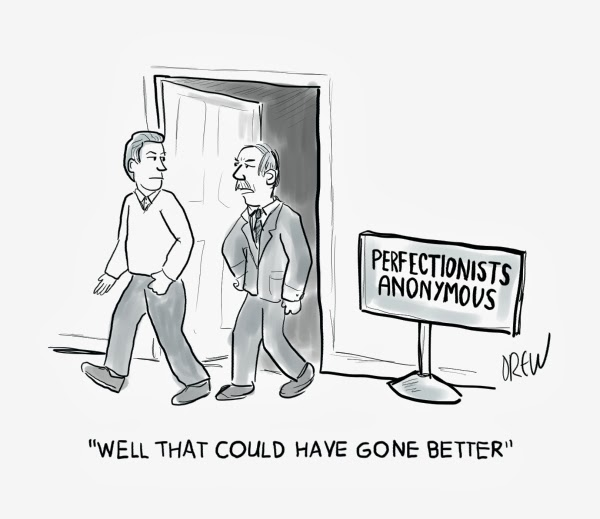 PERFECTIONISTS
ANONYMOUS
DREW
"WELL THAT COULD HAVE GONE BETTER"